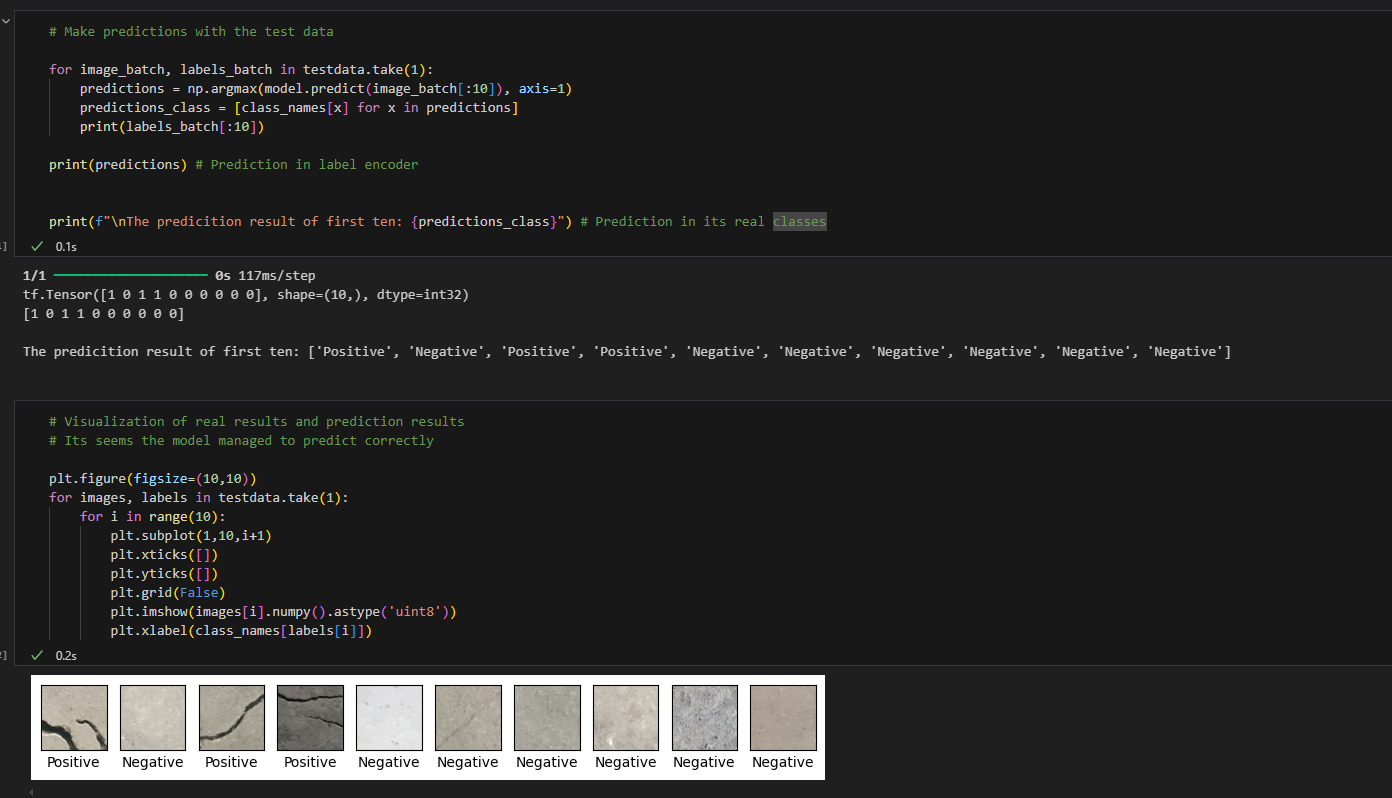 # Make predictions with the test data
for image_batch, labels_batch in testdata.take(1):
predictions = np.argmax(model.predict(image_batch[:10]), axis=1)
predictions_class = [class_names[x] for x in predictions]
print(labels_batch[:10])
print(predictions) # Prediction in label encoder
print(f"\nThe predicition result of first ten: {predictions_class}") # Prediction in its real classes
0.1s
1/1 0s 117ms/step
tf.Tensor([1 0 1 1 0 0 0 0 0 0], shape=(10,), dtype=int32)
[1 0 1 1 0 0 0 0 0 0]
The predicition result of first ten: ['Positive', 'Negative', 'Positive', 'Positive', 'Negative', 'Negative', 'Negative', 'Negative', 'Negative', 'Negative']
# Visualization of real results and prediction results
# Its seems the model managed to predict correctly
plt.figure(figsize=(10,10))
for images, labels in testdata.take(1):
for i in range(10):
plt.subplot(1,10,i+1)
plt.xticks([])
plt.yticks([])
plt.grid(False)
plt.imshow(images[i].numpy().astype('uint8'))
plt.xlabel(class_names[labels[i]])
0.2s
Positive Negative Positive Positive Negative Negative Negative Negative Negative Negative